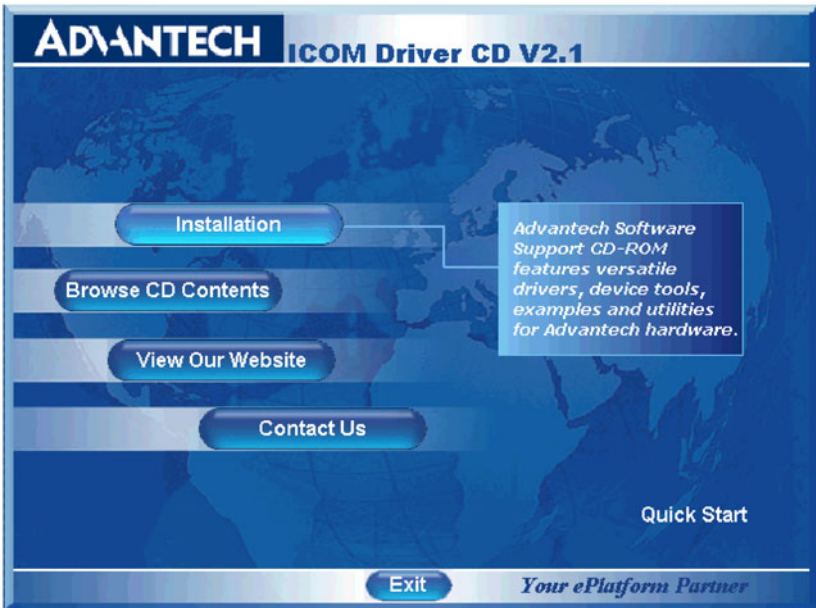 ADVANTECH
ICOM Driver CD V2.1
Installation
Advantech Software
Support CD-ROM
features versatile
drivers, device tools,
examples and utilities
for Advantech hardware.
Browse CD Contents
View Our Website
Contact Us
Quick Start
Exit
Your ePlatform Partner